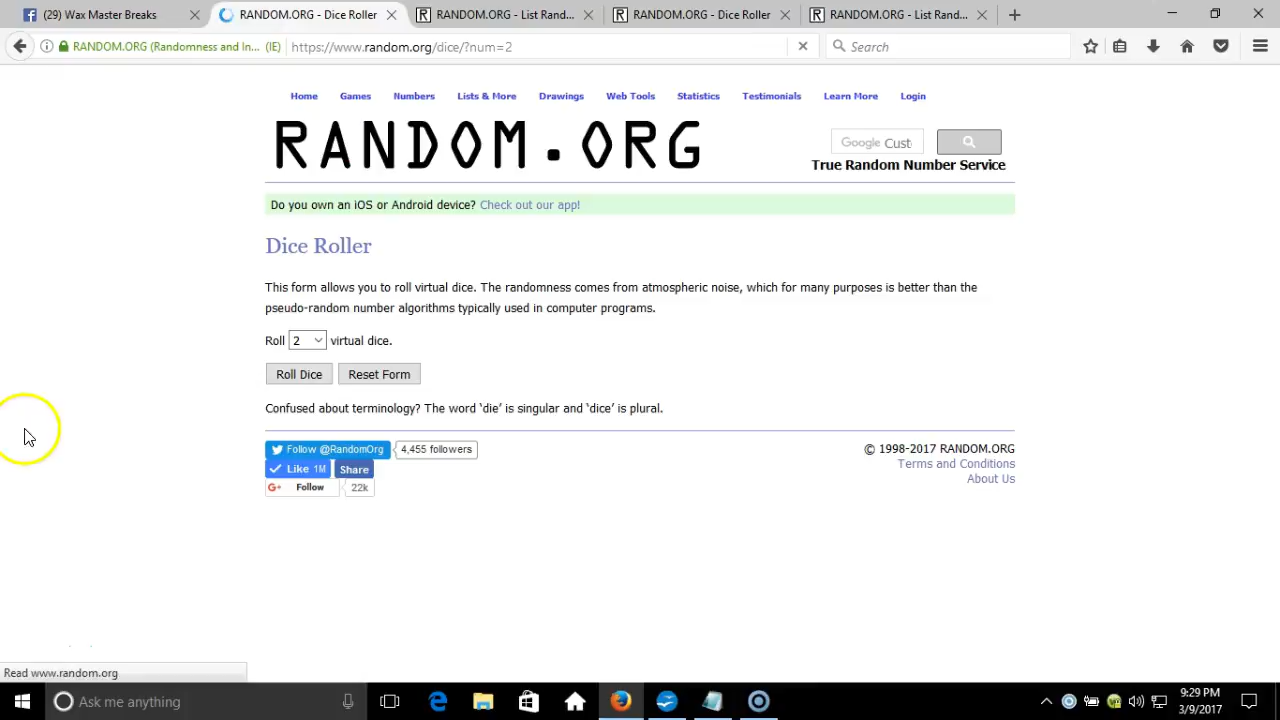 (29) Wax Master Breaks
RANDOM.ORG - Dice Roller
RANDOM.ORG - List Rand...
RANDOM.ORG - Dice Roller
RANDOM.ORG - List Rand...
RANDOM.ORG (Randomness and In... (IE)
https://www.random.org/dice/?num=2
Search
Home Games Numbers Lists & More Drawings Web Tools Statistics Testimonials Learn More Login
RANDOM.ORG
Google Cust
True Random Number Service
Do you own an iOS or Android device? Check out our app!
Dice Roller
This form allows you to roll virtual dice. The randomness comes from atmospheric noise, which for many purposes is better than the
pseudo-random number algorithms typically used in computer programs.
Roll 2 virtual dice.
Roll Dice Reset Form
Confused about terminology? The word ‘die’ is singular and ‘dice’ is plural.
Follow @RandomOrg 4,455 followers
© 1998-2017 RANDOM.ORG
Like 1M Share
Terms and Conditions
G+ Follow 22k
About Us
Read www.random.org
Ask me anything
9:29 PM
3/9/2017